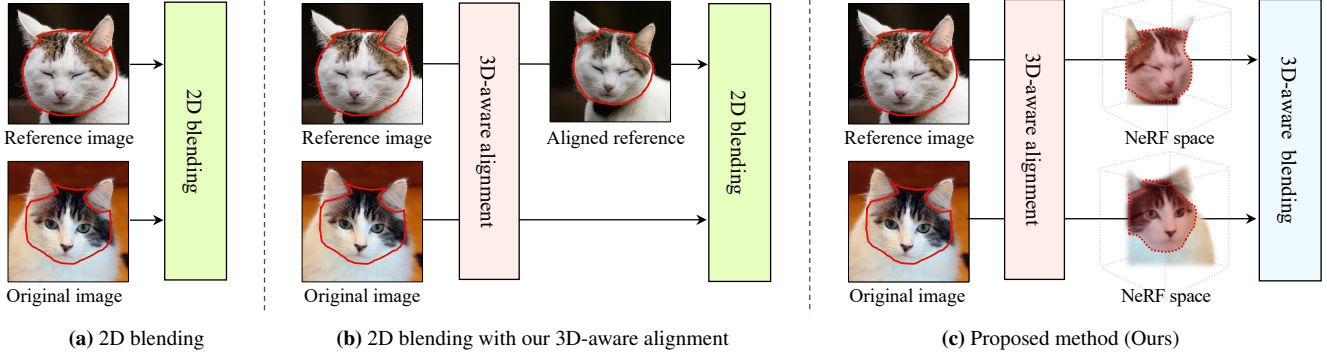 Reference image
2D blending
Original image
(a) 2D blending
Reference image
3D-aware alignment
Aligned reference
2D blending
Original image
(b) 2D blending with our 3D-aware alignment
Reference image
3D-aware alignment
NeRF space
3D-aware blending
Original image
NeRF space
(c) Proposed method (Ours)